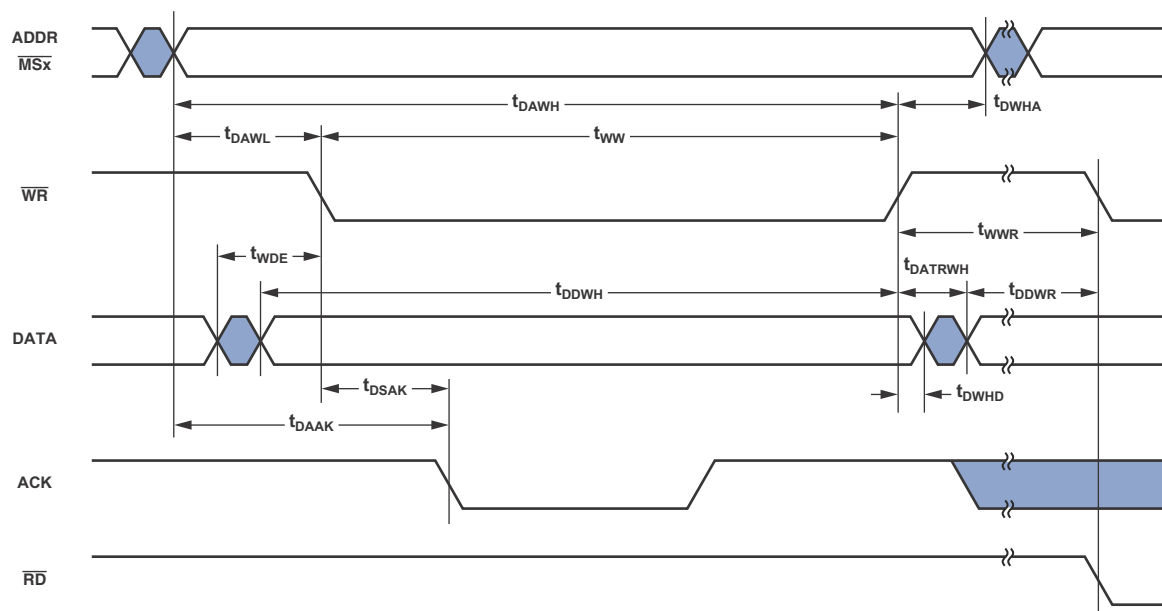 ADDR
MSx
tDAWH
tDWHA
tDAWL
tWW
WR
tWWR
tWDE
tDATRWH
tDDWH
tDDWR
DATA
tDSAK
tDWHD
tDAAK
ACK
RD